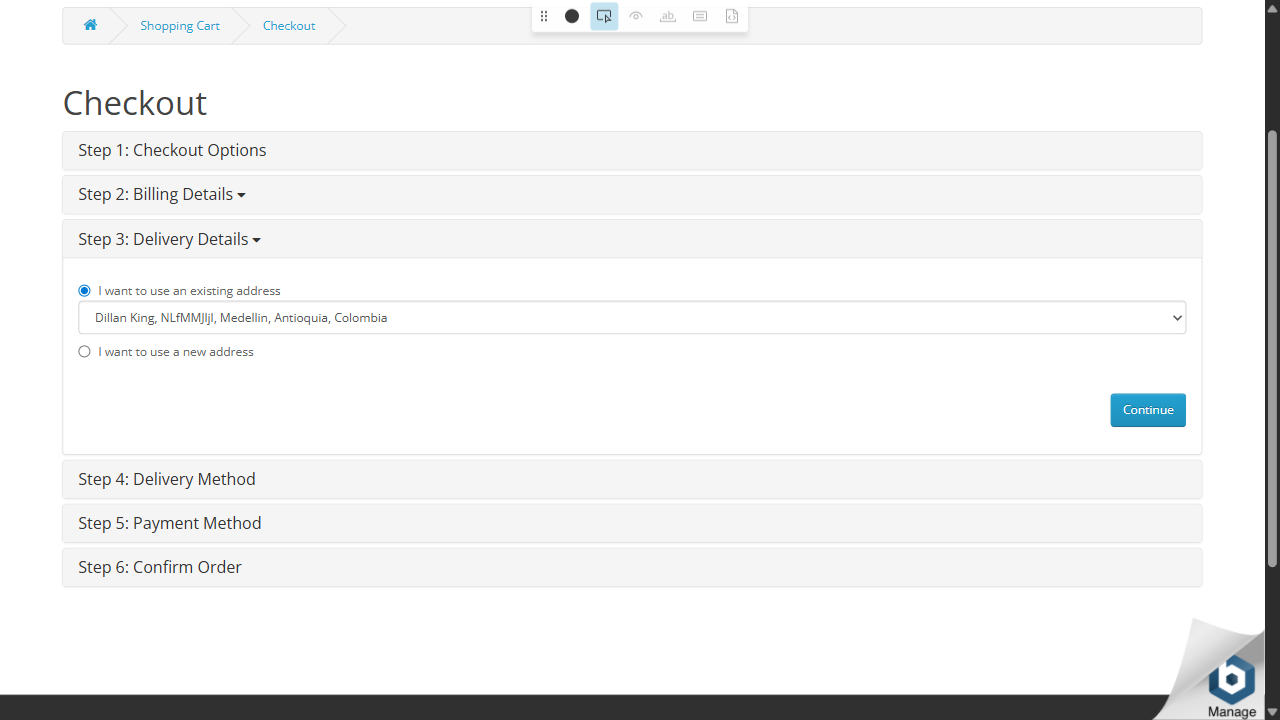 Shopping Cart
Checkout
ab
Checkout
Step 1: Checkout Options
Step 2: Billing Details
Step 3: Delivery Details
I want to use an existing address
Dillan King, NLfMMJIjI, Medellin, Antioquia, Colombia
I want to use a new address
Continue
Step 4: Delivery Method
Step 5: Payment Method
Step 6: Confirm Order
b
Manage